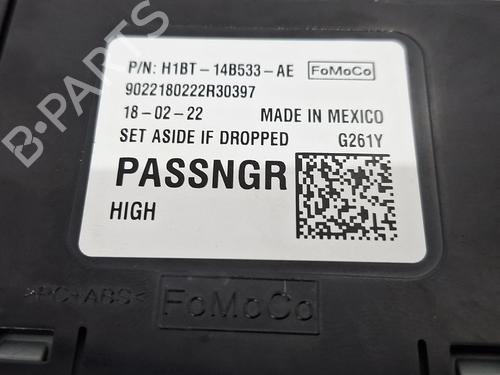 P/N: H1BT-14B533-AE FoMoCo
9022180222R30397
18-02-22 MADE IN MEXICO
SET ASIDE IF DROPPED G261Y
PASSNGR
HIGH
>PC+ABS<
FoMoCo
B-PARTS